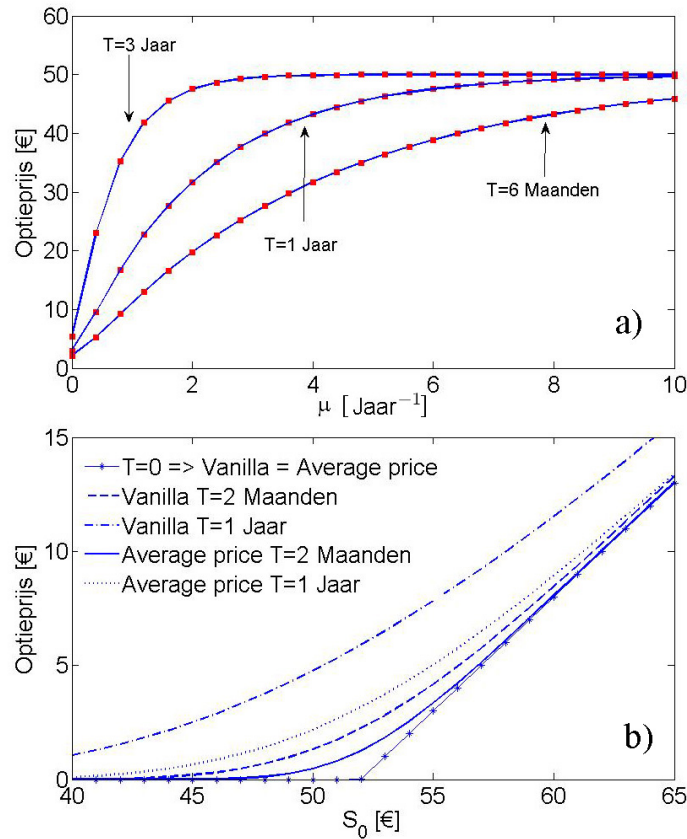 60
50
40
30
20
10
0
Optieprijs [€]
T=3 Jaar
T=1 Jaar
T=6 Maanden
a)
0 2 4 6 8 10
μ [Jaar⁻¹]
15
10
5
0
Optieprijs [€]
T=0 => Vanilla = Average price
Vanilla T=2 Maanden
Vanilla T=1 Jaar
Average price T=2 Maanden
Average price T=1 Jaar
b)
40 45 50 55 60 65
S₀ [€]